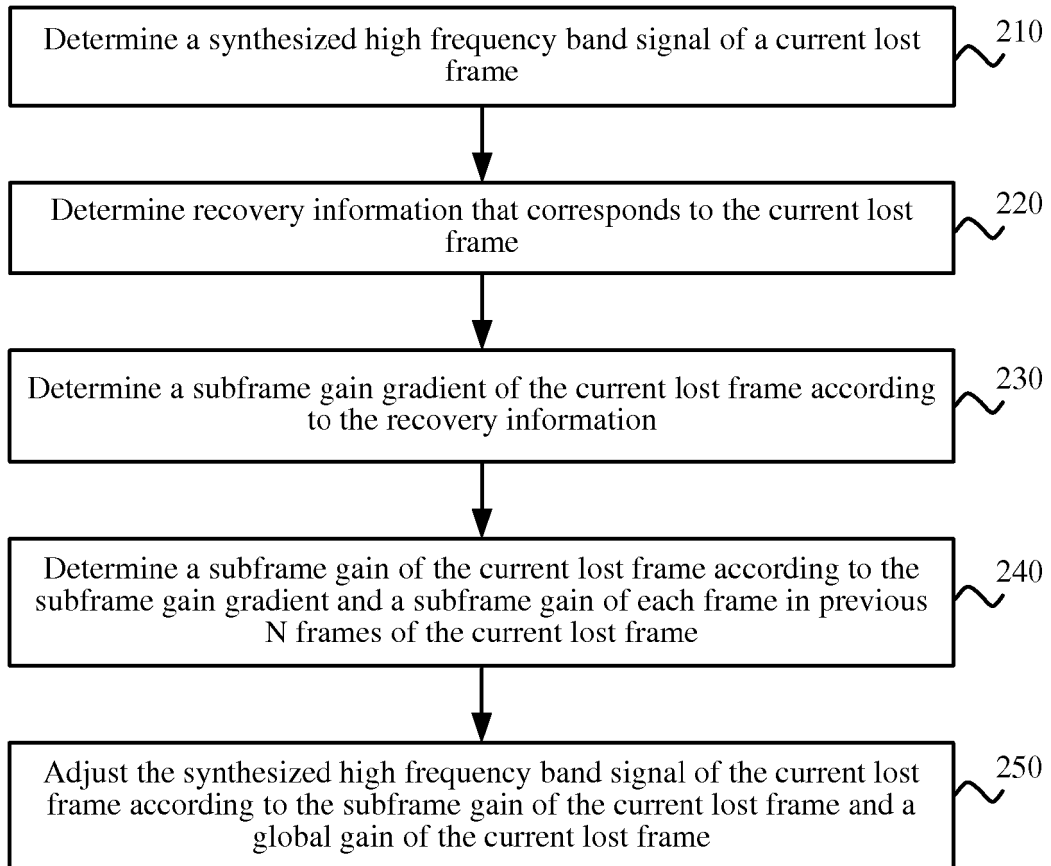 Determine a synthesized high frequency band signal of a current lost
frame
210
Determine recovery information that corresponds to the current lost
frame
220
Determine a subframe gain gradient of the current lost frame according
to the recovery information
230
Determine a subframe gain of the current lost frame according to the
subframe gain gradient and a subframe gain of each frame in previous
N frames of the current lost frame
240
Adjust the synthesized high frequency band signal of the current lost
frame according to the subframe gain of the current lost frame and a
global gain of the current lost frame
250